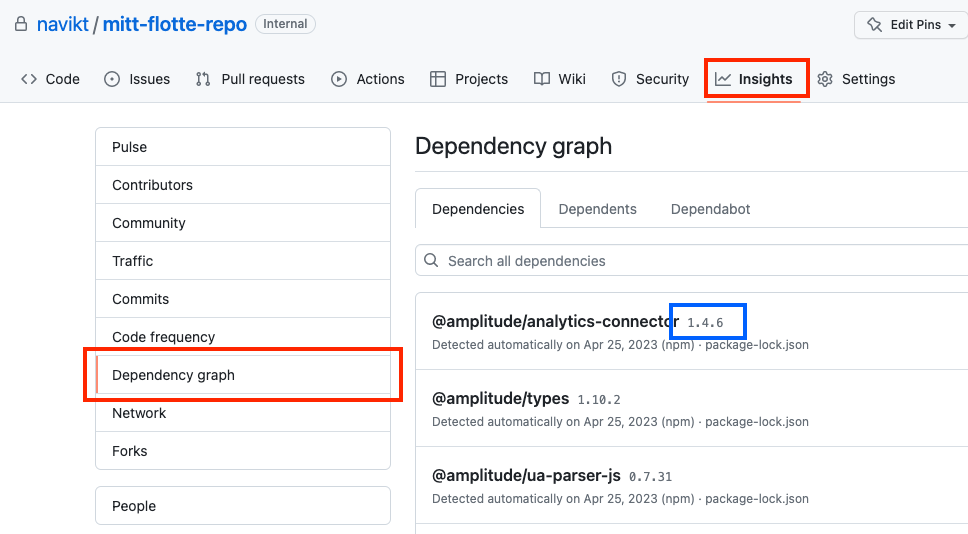 navikt / mitt-flotte-repo Internal Edit Pins
Code Issues Pull requests Actions Projects Wiki Security Insights Settings
Pulse
Contributors
Community
Traffic
Commits
Code frequency
Dependency graph
Network
Forks
People
Dependency graph
Dependencies Dependents Dependabot
Search all dependencies
@amplitude/analytics-connector 1.4.6
Detected automatically on Apr 25, 2023 (npm) · package-lock.json
@amplitude/types 1.10.2
Detected automatically on Apr 25, 2023 (npm) · package-lock.json
@amplitude/ua-parser-js 0.7.31
Detected automatically on Apr 25, 2023 (npm) · package-lock.json